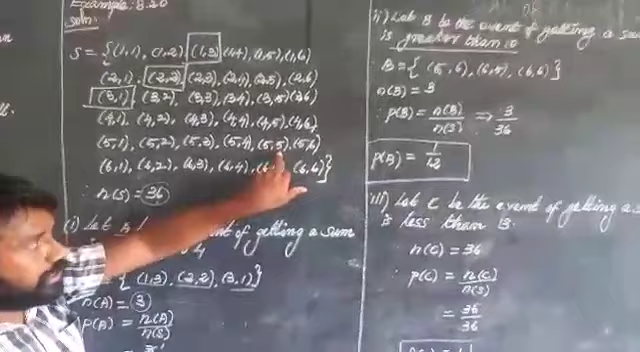 Example: 8.20
soln:
S = {(1,1), (1,2), (1,3) (1,4), (1,5), (1,6)
(2,1), (2,2), (2,3), (2,4), (2,5), (2,6)
(3,1), (3,2), (3,3), (3,4), (3,5) (3,6)
(4,1), (4,2), (4,3), (4,4), (4,5), (4,6),
(5,1), (5,2), (5,3), (5,4), (5,5), (5,6)
(6,1), (6,2), (6,3), (6,4), (6,6)}
∴ n(S) = 36
(i) Let A of getting a sum
4
{(1,3), (2,2), (3,1)}
n(A) = 3
P(A) = n(A)/n(S)
ii) Let B be the event of getting a sum
is greater than 10
B = { (5,6), (6,5), (6,6) }
n(B) = 3
∴ P(B) = n(B)/n(S) ⇒ 3/36
P(B) = 1/12
iii) Let C be the event of getting a sum
is less than 13.
n(C) = 36
∴ P(C) = n(C)/n(S)
= 36/36